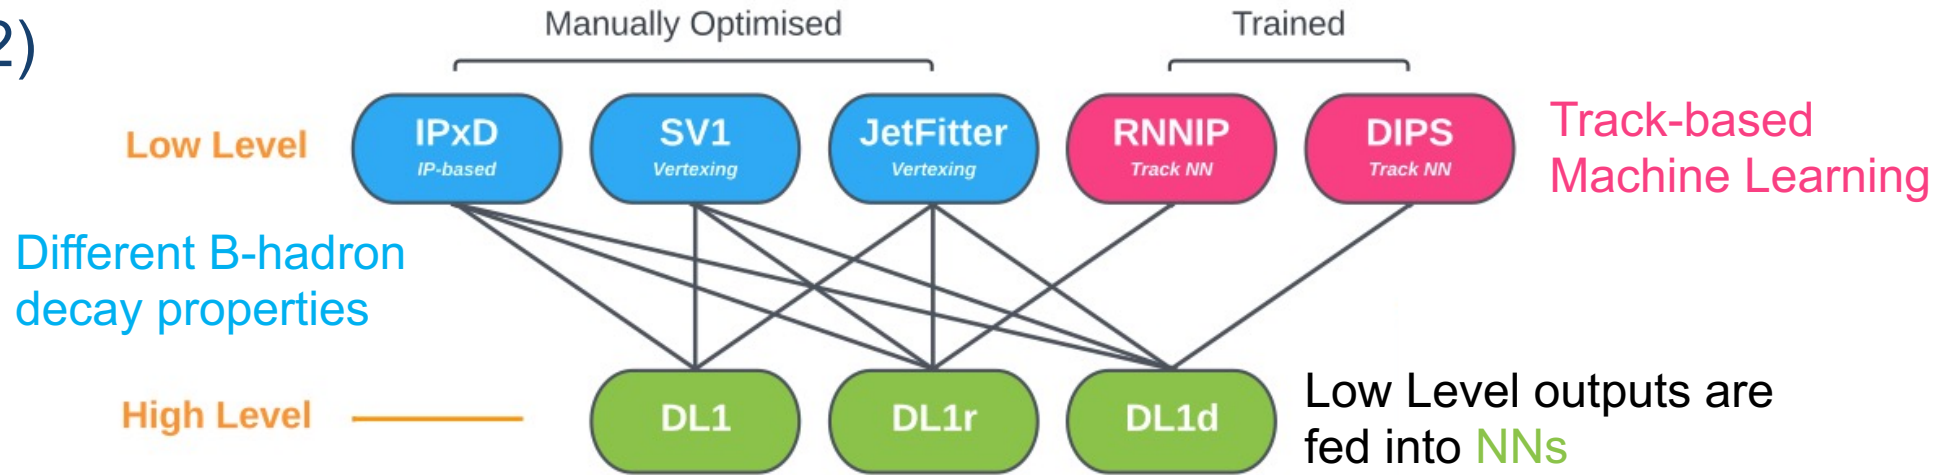 2)
Manually Optimised
Trained
Low Level
IPxD
IP-based
SV1
Vertexing
JetFitter
Vertexing
RNNIP
Track NN
DIPS
Track NN
Track-based
Machine Learning
Different B-hadron
decay properties
High Level
DL1
DL1r
DL1d
Low Level outputs are
fed into NNs